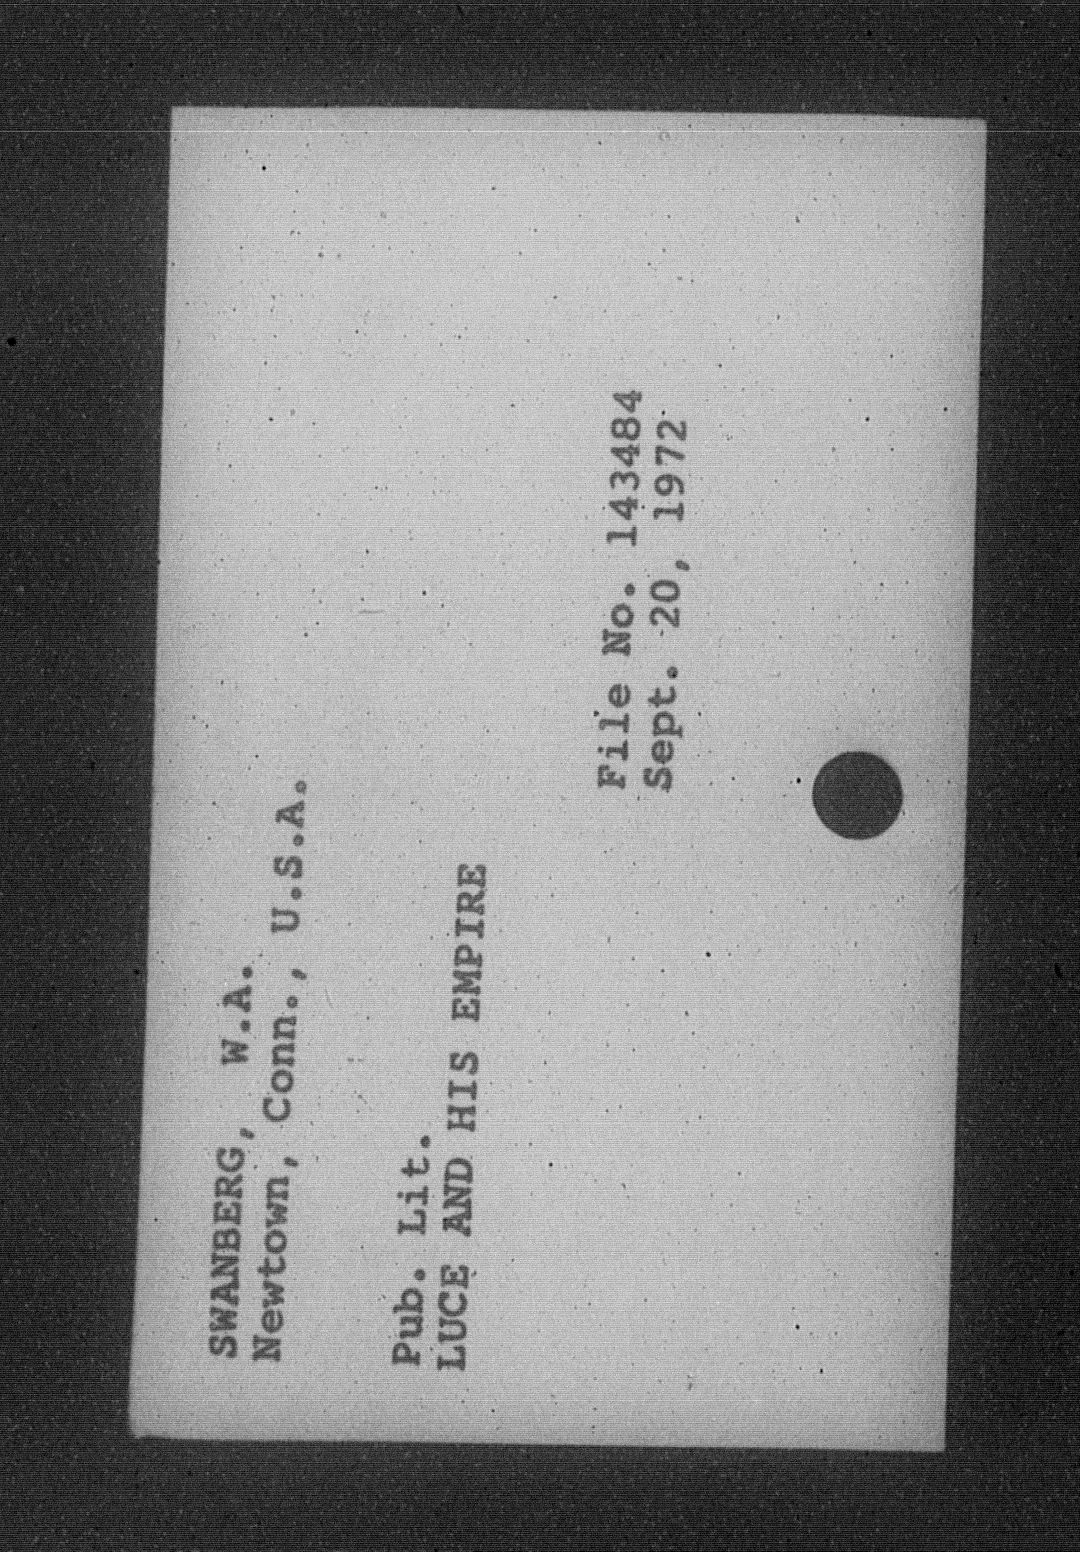 SWANBERG, W.A.
Newtown, Conn., U.S.A.
Pub. Lit.
LUCE AND HIS EMPIRE
File No. 143484
Sept. 20, 1972